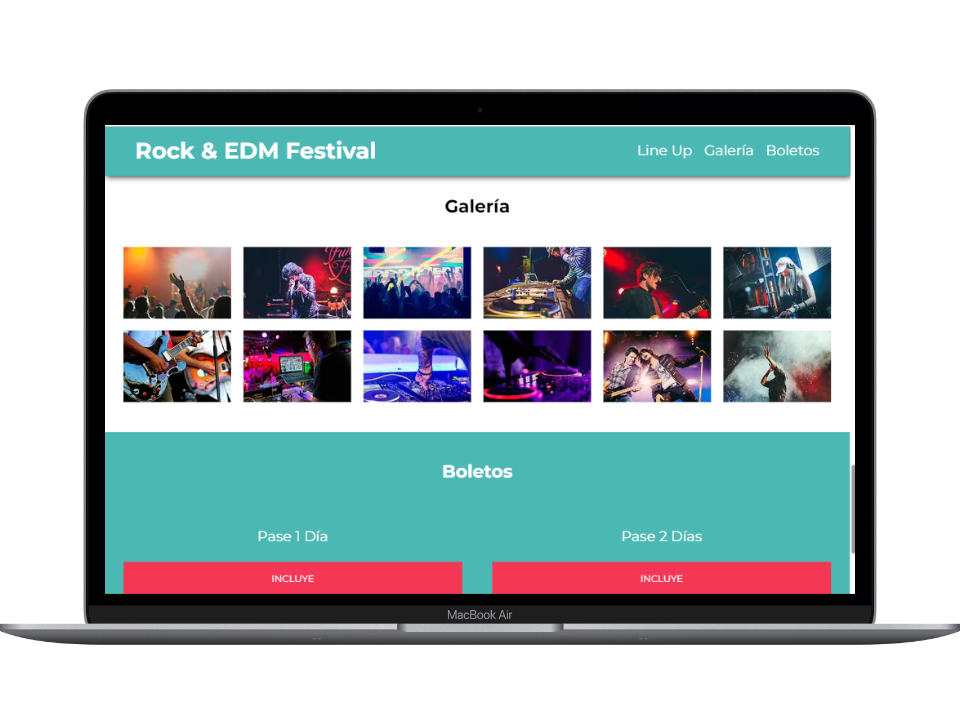 Rock & EDM Festival
Line Up Galería Boletos
Galería
Boletos
Pase 1 Día Pase 2 Días
INCLUYE INCLUYE
MacBook Air